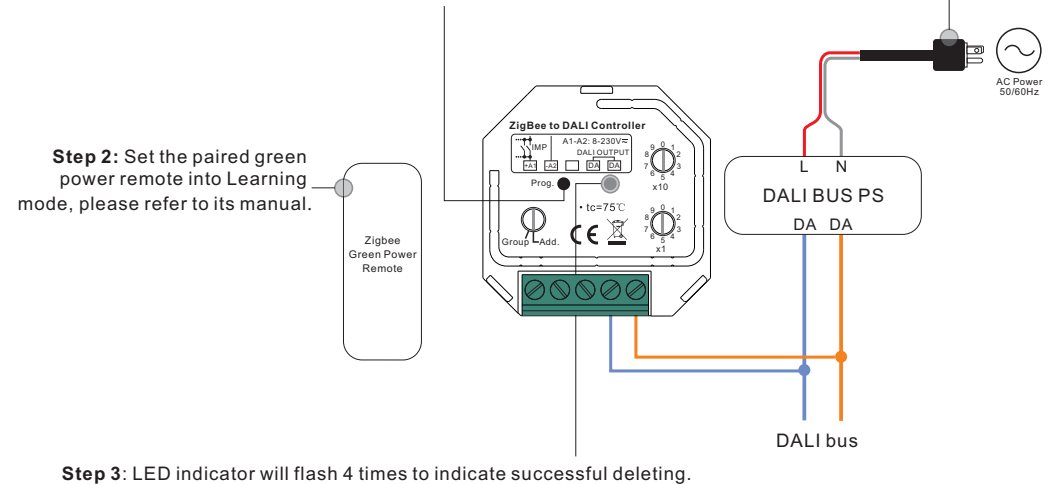 AC Power
50/60Hz
ZigBee to DALI Controller
IMP
A1-A2: 8-230V≂
DALI OUTPUT
+A1 -A2 DA DA
Prog.
9 0 1
8 2
7 3
6 5 4
x10
• tc=75℃
Group Add.
CE
9 0 1
8 2
7 3
6 5 4
x1
Step 2: Set the paired green
power remote into Learning
mode, please refer to its manual.
Zigbee
Green Power
Remote
L N
DALI BUS PS
DA DA
DALI bus
Step 3: LED indicator will flash 4 times to indicate successful deleting.